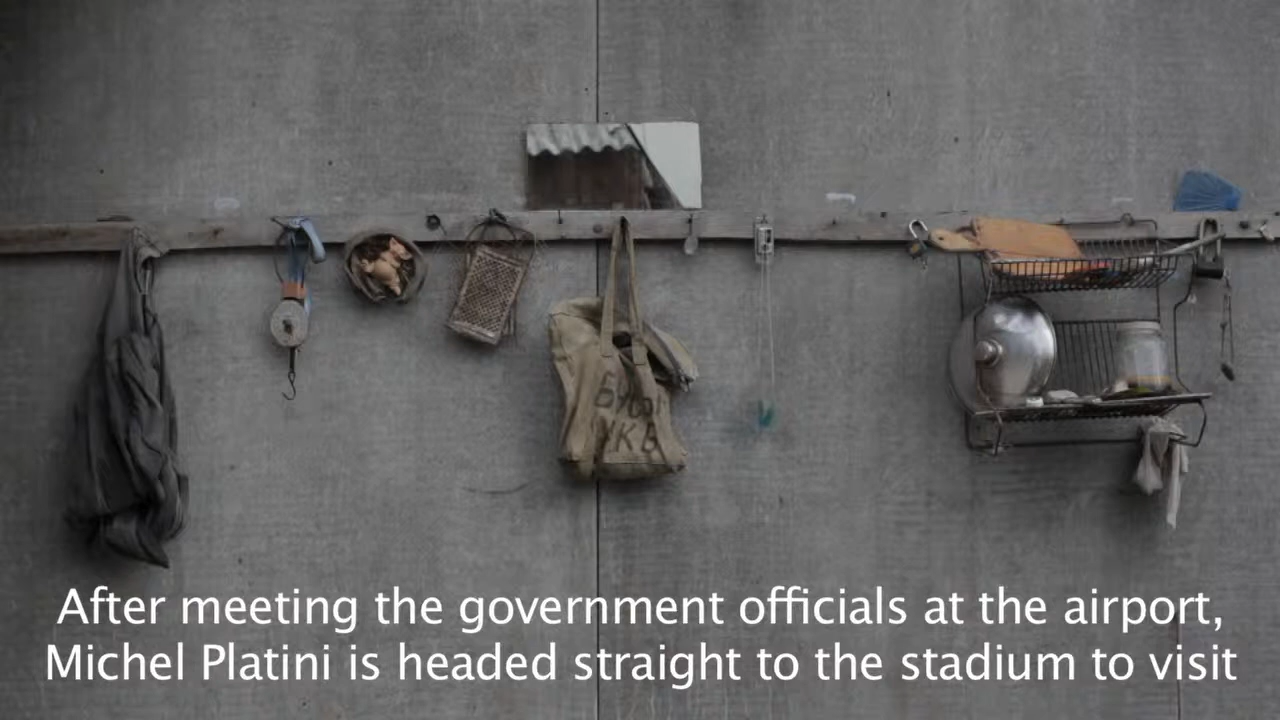 After meeting the government officials at the airport,
Michel Platini is headed straight to the stadium to visit